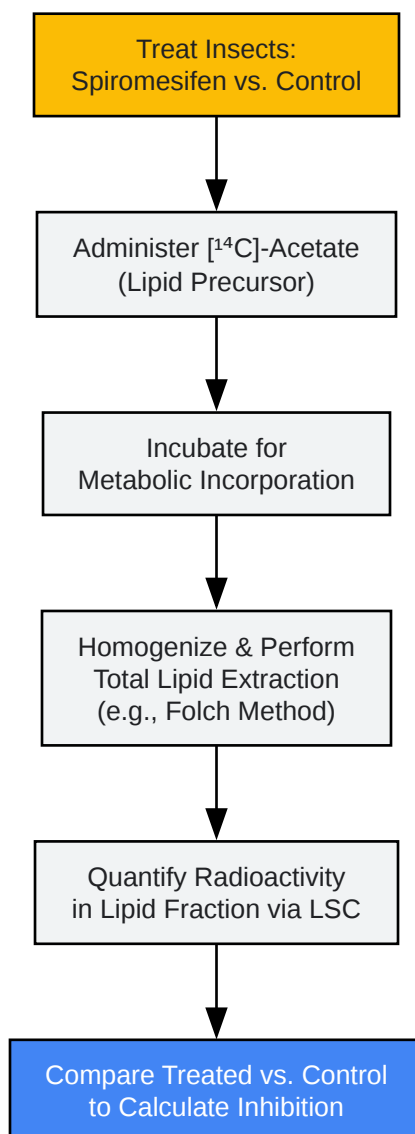 Treat Insects:
Spiromesifen vs. Control
Administer [¹⁴C]-Acetate
(Lipid Precursor)
Incubate for
Metabolic Incorporation
Homogenize & Perform
Total Lipid Extraction
(e.g., Folch Method)
Quantify Radioactivity
in Lipid Fraction via LSC
Compare Treated vs. Control
to Calculate Inhibition